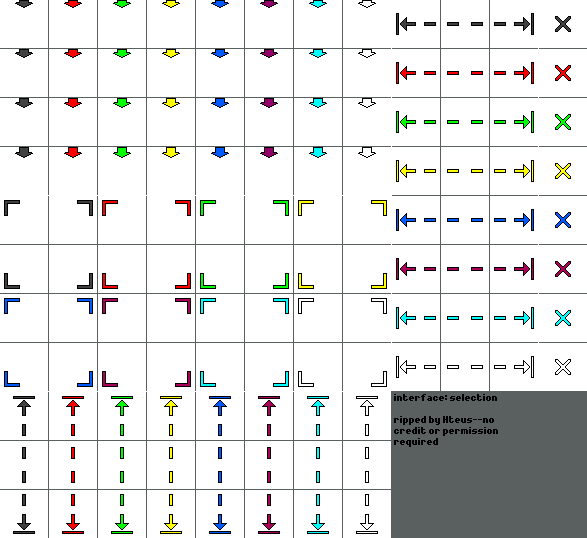 interface: selection
ripped by Hteus--no
credit or permission
required